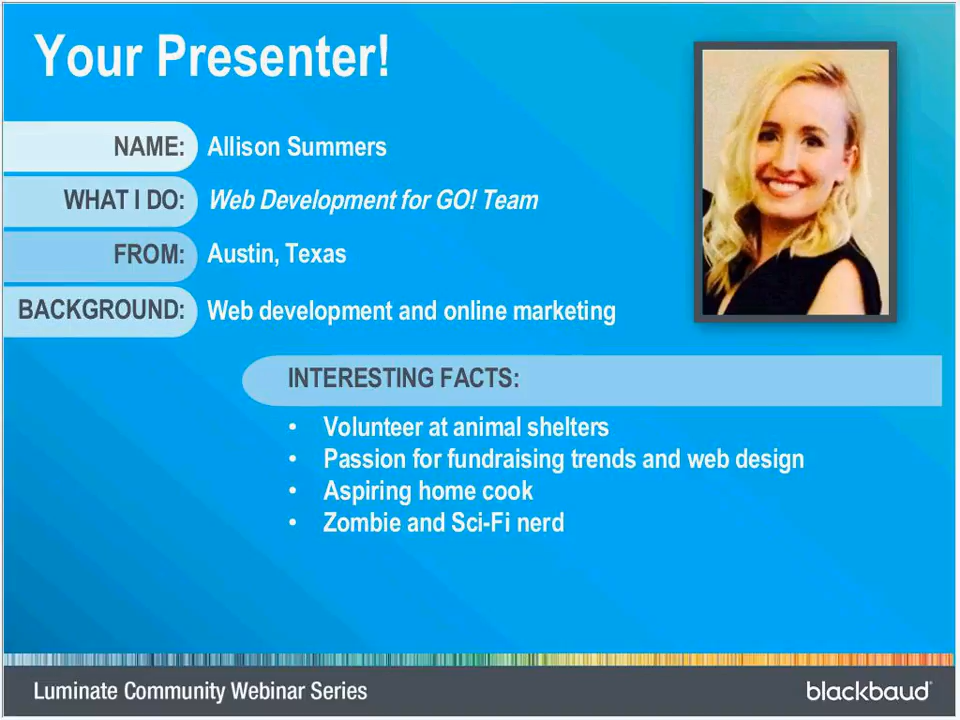 Your Presenter!
NAME: Allison Summers
WHAT I DO: Web Development for GO! Team
FROM: Austin, Texas
BACKGROUND: Web development and online marketing
INTERESTING FACTS:
• Volunteer at animal shelters
• Passion for fundraising trends and web design
• Aspiring home cook
• Zombie and Sci-Fi nerd
Luminate Community Webinar Series
blackbaud